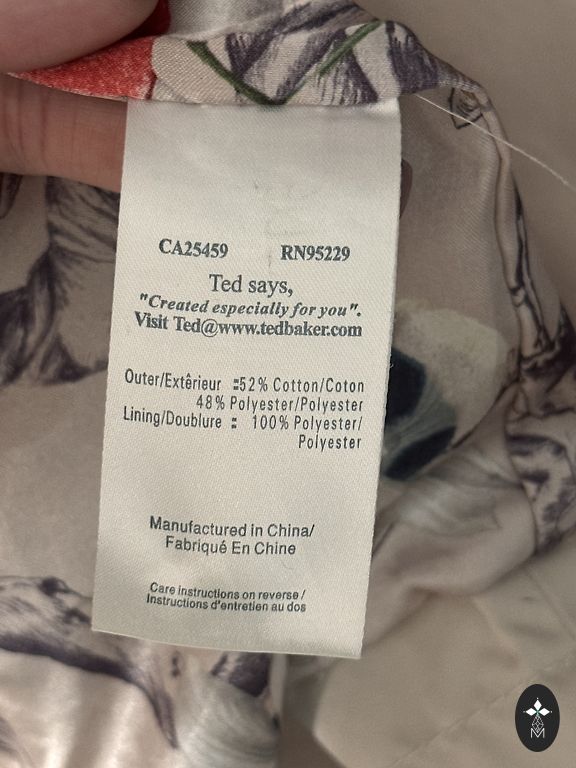 CA25459 RN95229
Ted says,
"Created especially for you".
Visit Ted@www.tedbaker.com
Outer/Extêrieur :52% Cotton/Coton
48% Polyester/Polyester
Lining/Doublure : 100% Polyester/
Polyester
Manufactured in China/
Fabriqué En Chine
Care instructions on reverse/
Instructions d'entretien au dos
M